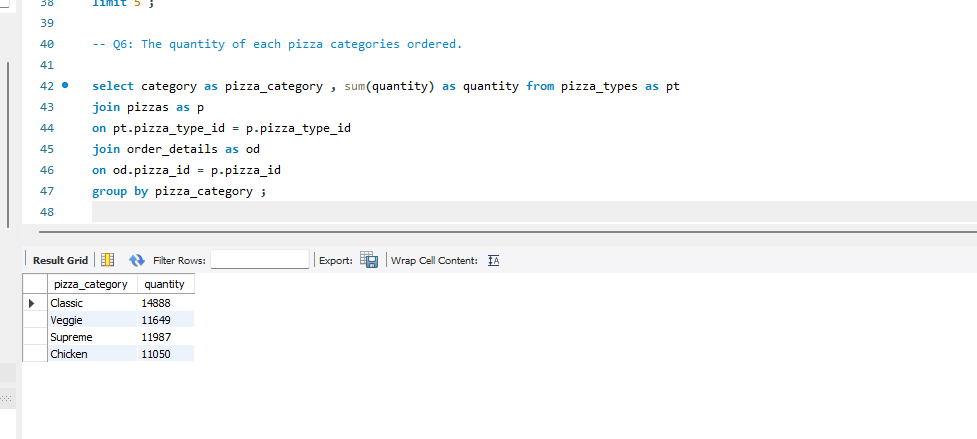 38 limit 5 ;
39
40 -- Q6: The quantity of each pizza categories ordered.
41
42 select category as pizza_category , sum(quantity) as quantity from pizza_types as pt
43 join pizzas as p
44 on pt.pizza_type_id = p.pizza_type_id
45 join order_details as od
46 on od.pizza_id = p.pizza_id
47 group by pizza_category ;
48
Result Grid Filter Rows: Export: Wrap Cell Content:
pizza_category quantity
Classic 14888
Veggie 11649
Supreme 11987
Chicken 11050